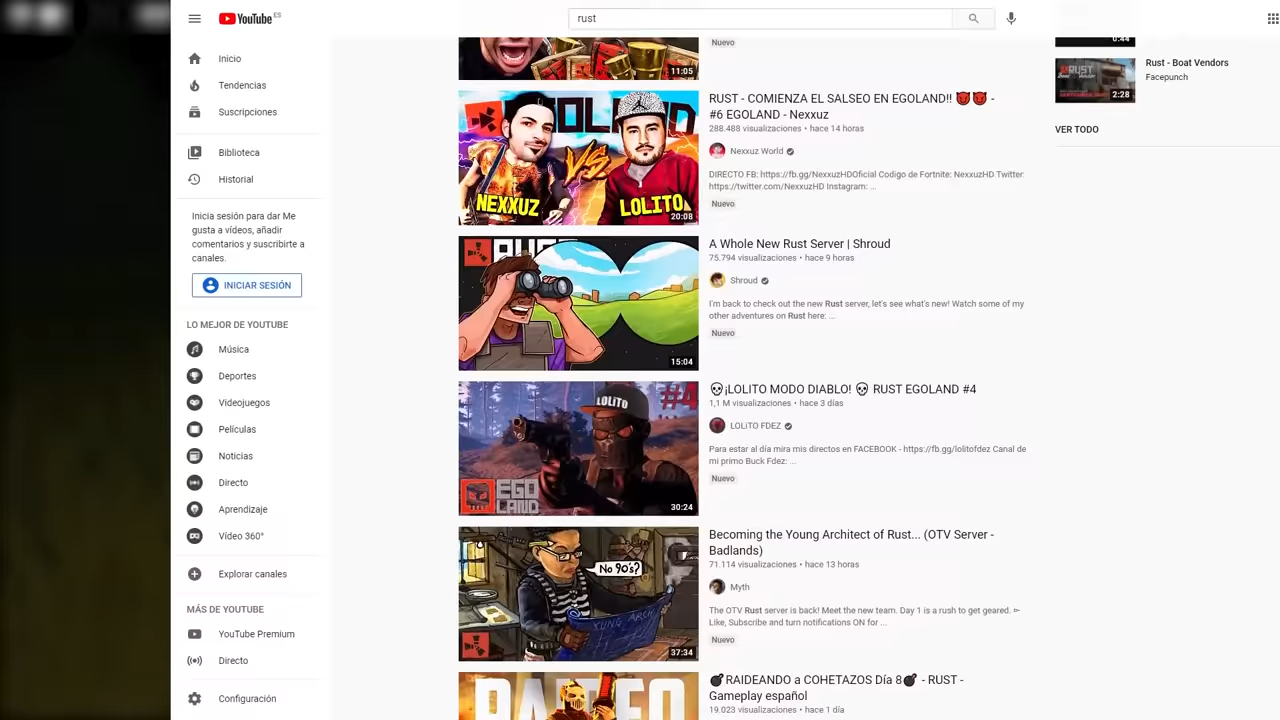 YouTube ES
rust
Inicio
Tendencias
Suscripciones
Biblioteca
Historial
Inicia sesión para dar Me
gusta a vídeos, añadir
comentarios y suscribirte a
canales.
INICIAR SESIÓN
LO MEJOR DE YOUTUBE
Música
Deportes
Videojuegos
Películas
Noticias
Directo
Aprendizaje
Vídeo 360°
Explorar canales
MÁS DE YOUTUBE
YouTube Premium
Directo
Configuración
11:05
Nuevo
NEXXUZ
VS
LOLITO
20:08
RUST - COMIENZA EL SALSEO EN EGOLAND!! 😈😈 -
#6 EGOLAND - Nexxuz
288.488 visualizaciones • hace 14 horas
Nexxuz World
DIRECTO FB: https://fb.gg/NexxuzHDOficial Codigo de Fortnite: NexxuzHD Twitter:
https://twitter.com/NexxuzHD Instagram: ...
Nuevo
15:04
A Whole New Rust Server | Shroud
75.794 visualizaciones • hace 9 horas
Shroud
I'm back to check out the new Rust server, let's see what's new! Watch some of my
other adventures on Rust here: ...
Nuevo
LOLITO
#4
EGO
LAND
30:24
💀¡LOLITO MODO DIABLO! 💀 RUST EGOLAND #4
1,1 M visualizaciones • hace 3 días
LOLiTO FDEZ
Para estar al día mira mis directos en FACEBOOK - https://fb.gg/lolitofdez Canal de
mi primo Buck Fdez: ...
Nuevo
No 90's?
YUNG ARCH
37:34
Becoming the Young Architect of Rust... (OTV Server -
Badlands)
71.114 visualizaciones • hace 13 horas
Myth
The OTV Rust server is back! Meet the new team. Day 1 is a rush to get geared. ➳
Like, Subscribe and turn notifications ON for ...
Nuevo
💣RAIDEANDO a COHETAZOS Día 8💣 - RUST -
Gameplay español
19.023 visualizaciones • hace 1 día
0:44
RUST
2:28
Rust - Boat Vendors
Facepunch
VER TODO